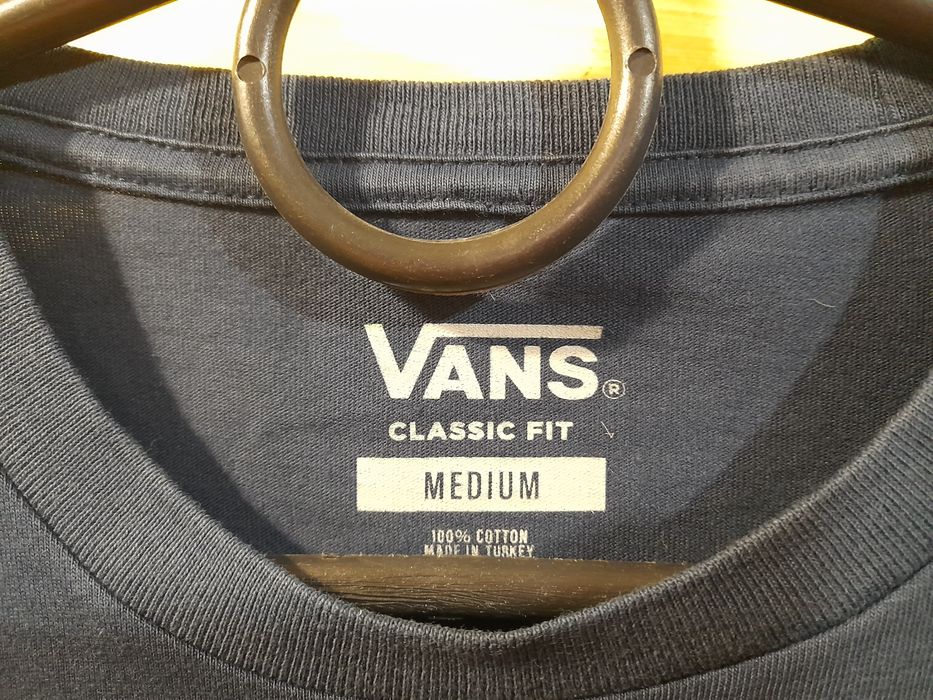 VANS®
CLASSIC FIT
MEDIUM
100% COTTON
MADE IN TURKEY